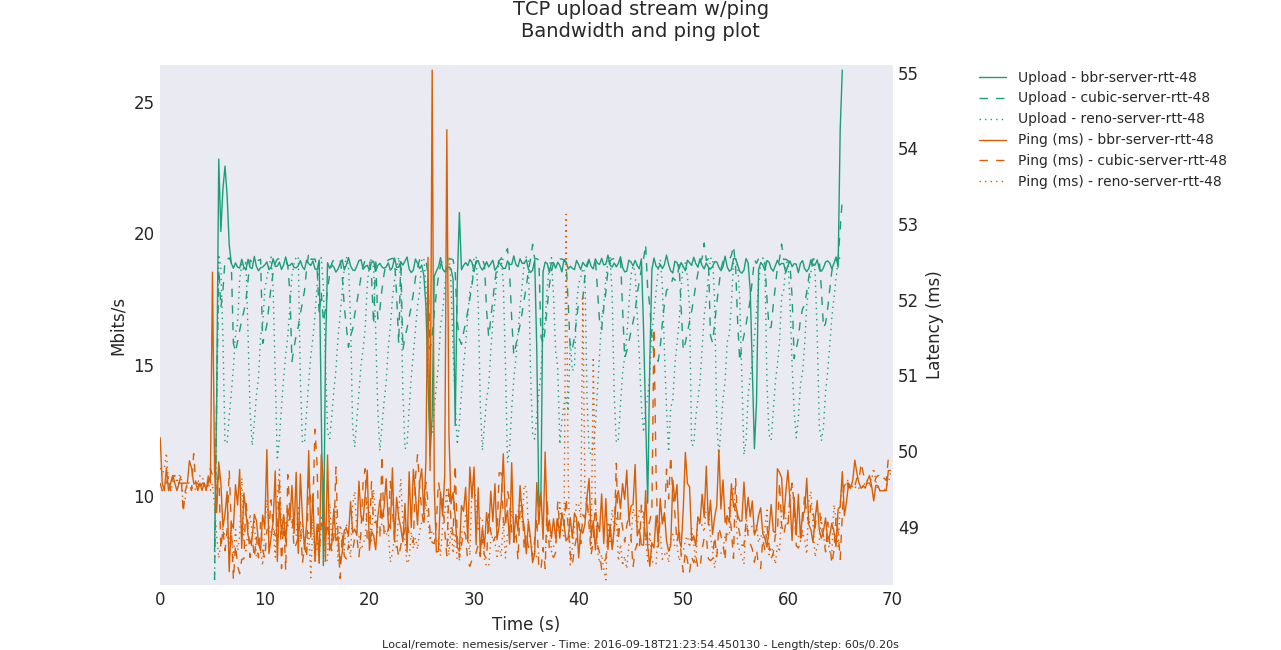 TCP upload stream w/ping
Bandwidth and ping plot
Upload - bbr-server-rtt-48
Upload - cubic-server-rtt-48
Upload - reno-server-rtt-48
Ping (ms) - bbr-server-rtt-48
Ping (ms) - cubic-server-rtt-48
Ping (ms) - reno-server-rtt-48
Mbits/s
25
20
15
10
55
54
53
52
51
50
49
Latency (ms)
0 10 20 30 40 50 60 70
Time (s)
Local/remote: nemesis/server - Time: 2016-09-18T21:23:54.450130 - Length/step: 60s/0.20s